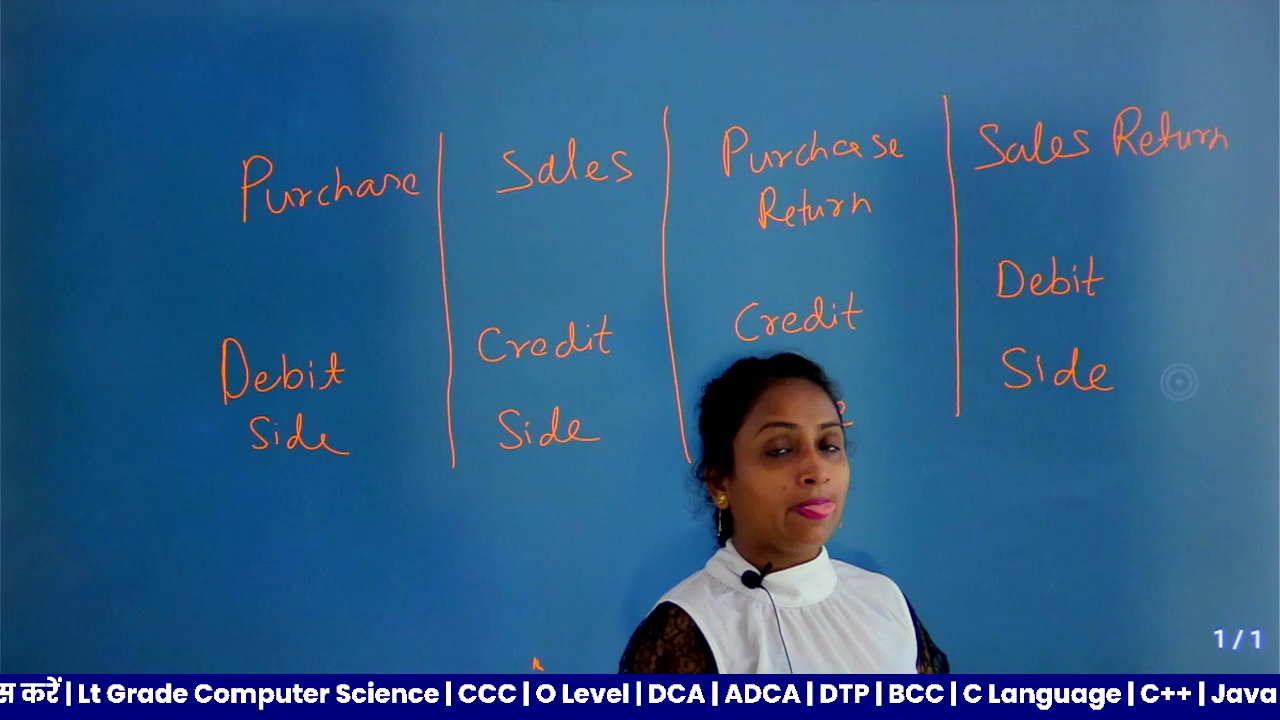 Purchase
Sales
Purchase
Return
Sales Return
Debit
Side
Credit
Side
Credit
Debit
Side
1/1
करें | Lt Grade Computer Science | CCC | O Level | DCA | ADCA | DTP | BCC | C Language | C++ | Java